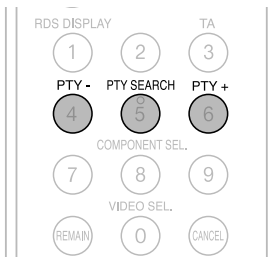 RDS DISPLAY TA
1 2 3
PTY - PTY SEARCH PTY +
4 5 6
COMPONENT SEL.
7 8 9
VIDEO SEL.
REMAIN 0 CANCEL